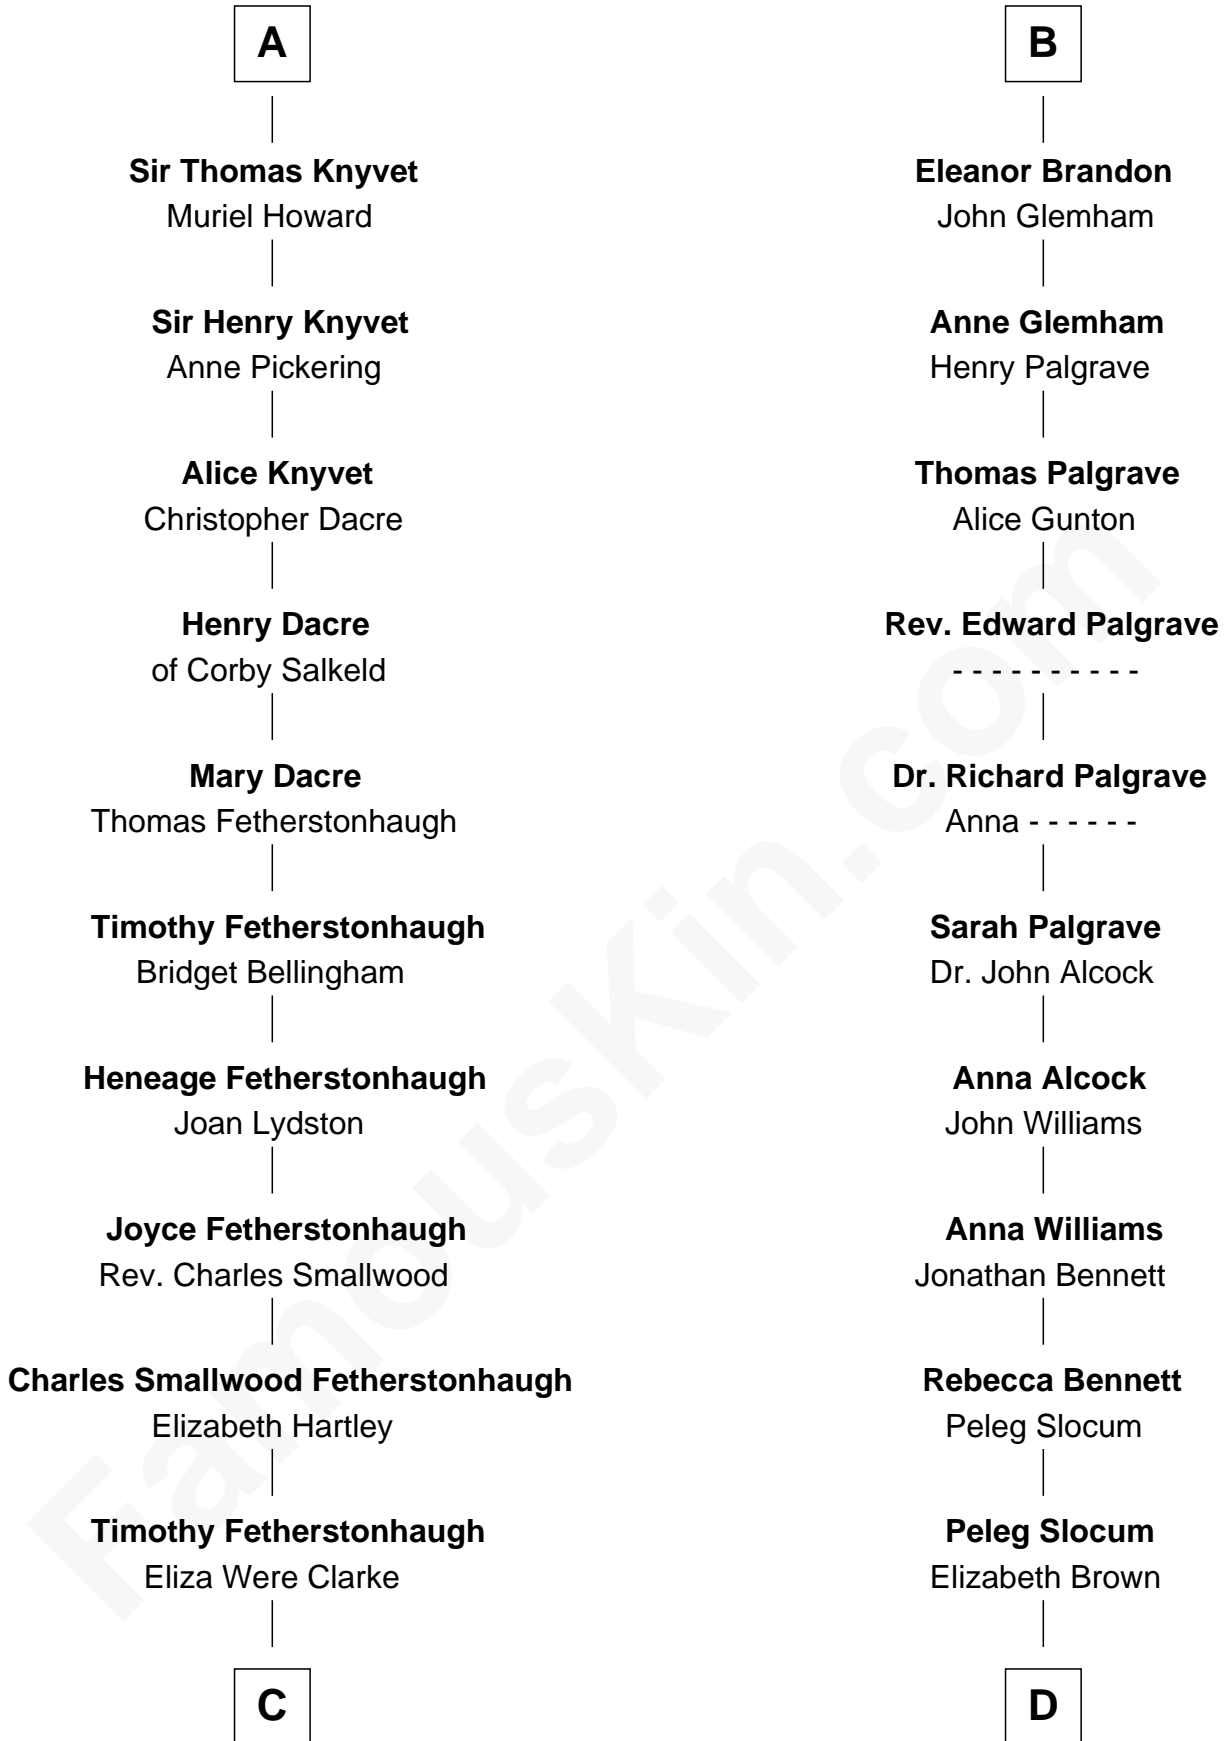 A
Sir Thomas Knyvet
Muriel Howard
Sir Henry Knyvet
Anne Pickering
Alice Knyvet
Christopher Dacre
Henry Dacre
of Corby Salkeld
Mary Dacre
Thomas Fetherstonhaugh
Timothy Fetherstonhaugh
Bridget Bellingham
Heneage Fetherstonhaugh
Joan Lydston
Joyce Fetherstonhaugh
Rev. Charles Smallwood
Charles Smallwood Fetherstonhaugh
Elizabeth Hartley
Timothy Fetherstonhaugh
Eliza Were Clarke
C
B
Eleanor Brandon
John Glemham
Anne Glemham
Henry Palgrave
Thomas Palgrave
Alice Gunton
Rev. Edward Palgrave
- - - - - - - - - -
Dr. Richard Palgrave
Anna - - - - - -
Sarah Palgrave
Dr. John Alcock
Anna Alcock
John Williams
Anna Williams
Jonathan Bennett
Rebecca Bennett
Peleg Slocum
Peleg Slocum
Elizabeth Brown
D
FamousKin.com